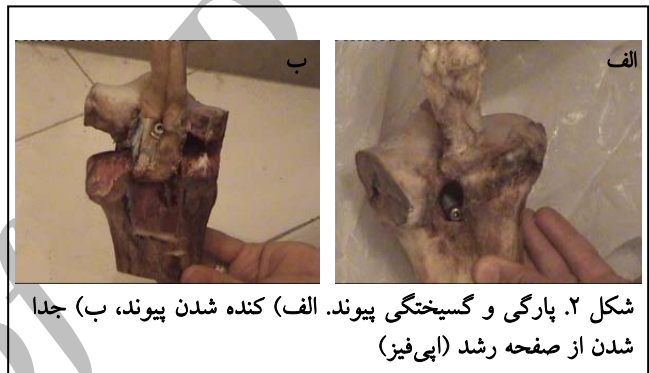 الف
ب
شکل ۲. پارگی و گسیختگی پیوند. الف) کنده شدن پیوند، ب) جدا
شدن از صفحه رشد (اپی‌فیز)